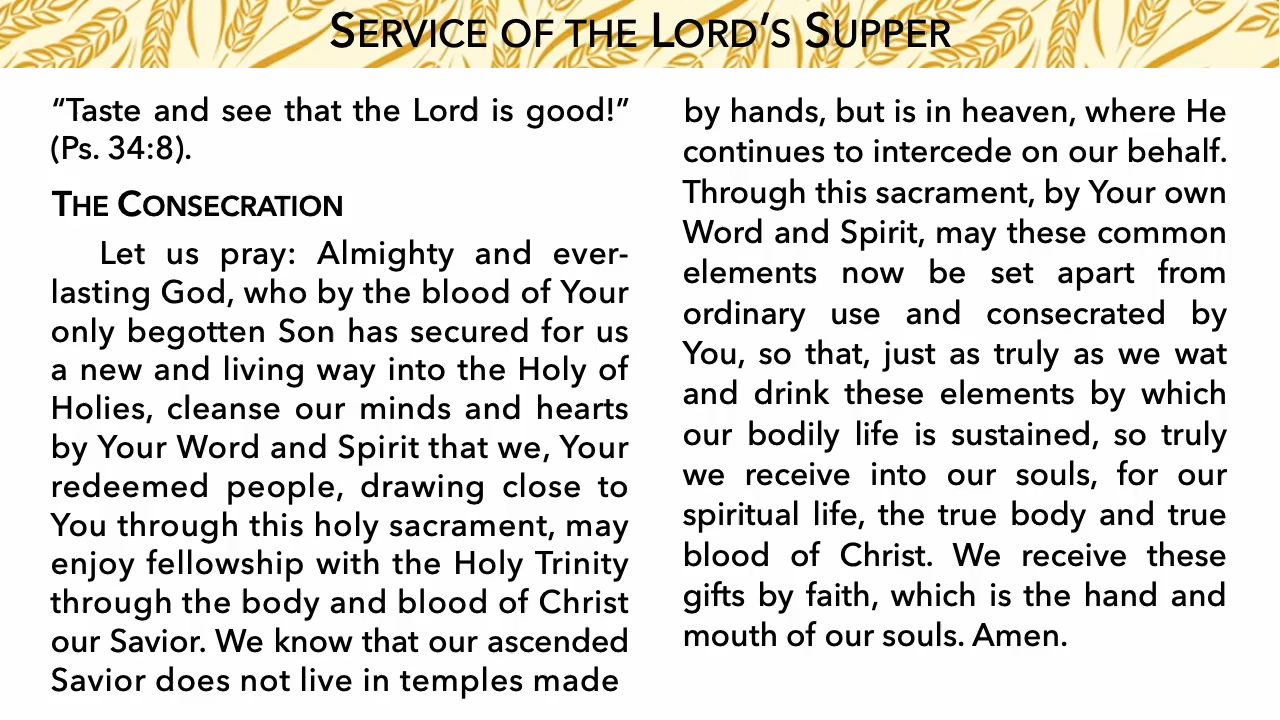 Service of the Lord’s Supper
“Taste and see that the Lord is good!”
(Ps. 34:8).
The Consecration
Let us pray: Almighty and ever-
lasting God, who by the blood of Your
only begotten Son has secured for us
a new and living way into the Holy of
Holies, cleanse our minds and hearts
by Your Word and Spirit that we, Your
redeemed people, drawing close to
You through this holy sacrament, may
enjoy fellowship with the Holy Trinity
through the body and blood of Christ
our Savior. We know that our ascended
Savior does not live in temples made
by hands, but is in heaven, where He
continues to intercede on our behalf.
Through this sacrament, by Your own
Word and Spirit, may these common
elements now be set apart from
ordinary use and consecrated by
You, so that, just as truly as we wat
and drink these elements by which
our bodily life is sustained, so truly
we receive into our souls, for our
spiritual life, the true body and true
blood of Christ. We receive these
gifts by faith, which is the hand and
mouth of our souls. Amen.